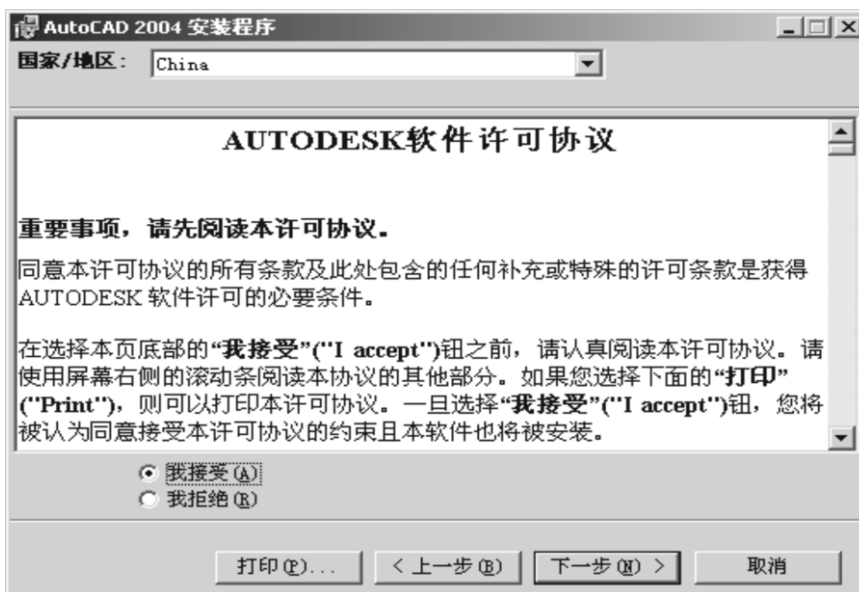 AutoCAD 2004 安装程序
国家/地区: China
AUTODESK软件许可协议
重要事项，请先阅读本许可协议。
同意本许可协议的所有条款及此处包含的任何补充或特殊的许可条款是获得
AUTODESK 软件许可的必要条件。
在选择本页底部的“我接受”("I accept")钮之前，请认真阅读本许可协议。请
使用屏幕右侧的滚动条阅读本协议的其他部分。如果您选择下面的“打印”
("Print")，则可以打印本许可协议。一旦选择“我接受”("I accept")钮，您将
被认为同意接受本许可协议的约束且本软件也将被安装。
我接受(A)
我拒绝(R)
打印(P)... < 上一步(B) 下一步(N) > 取消